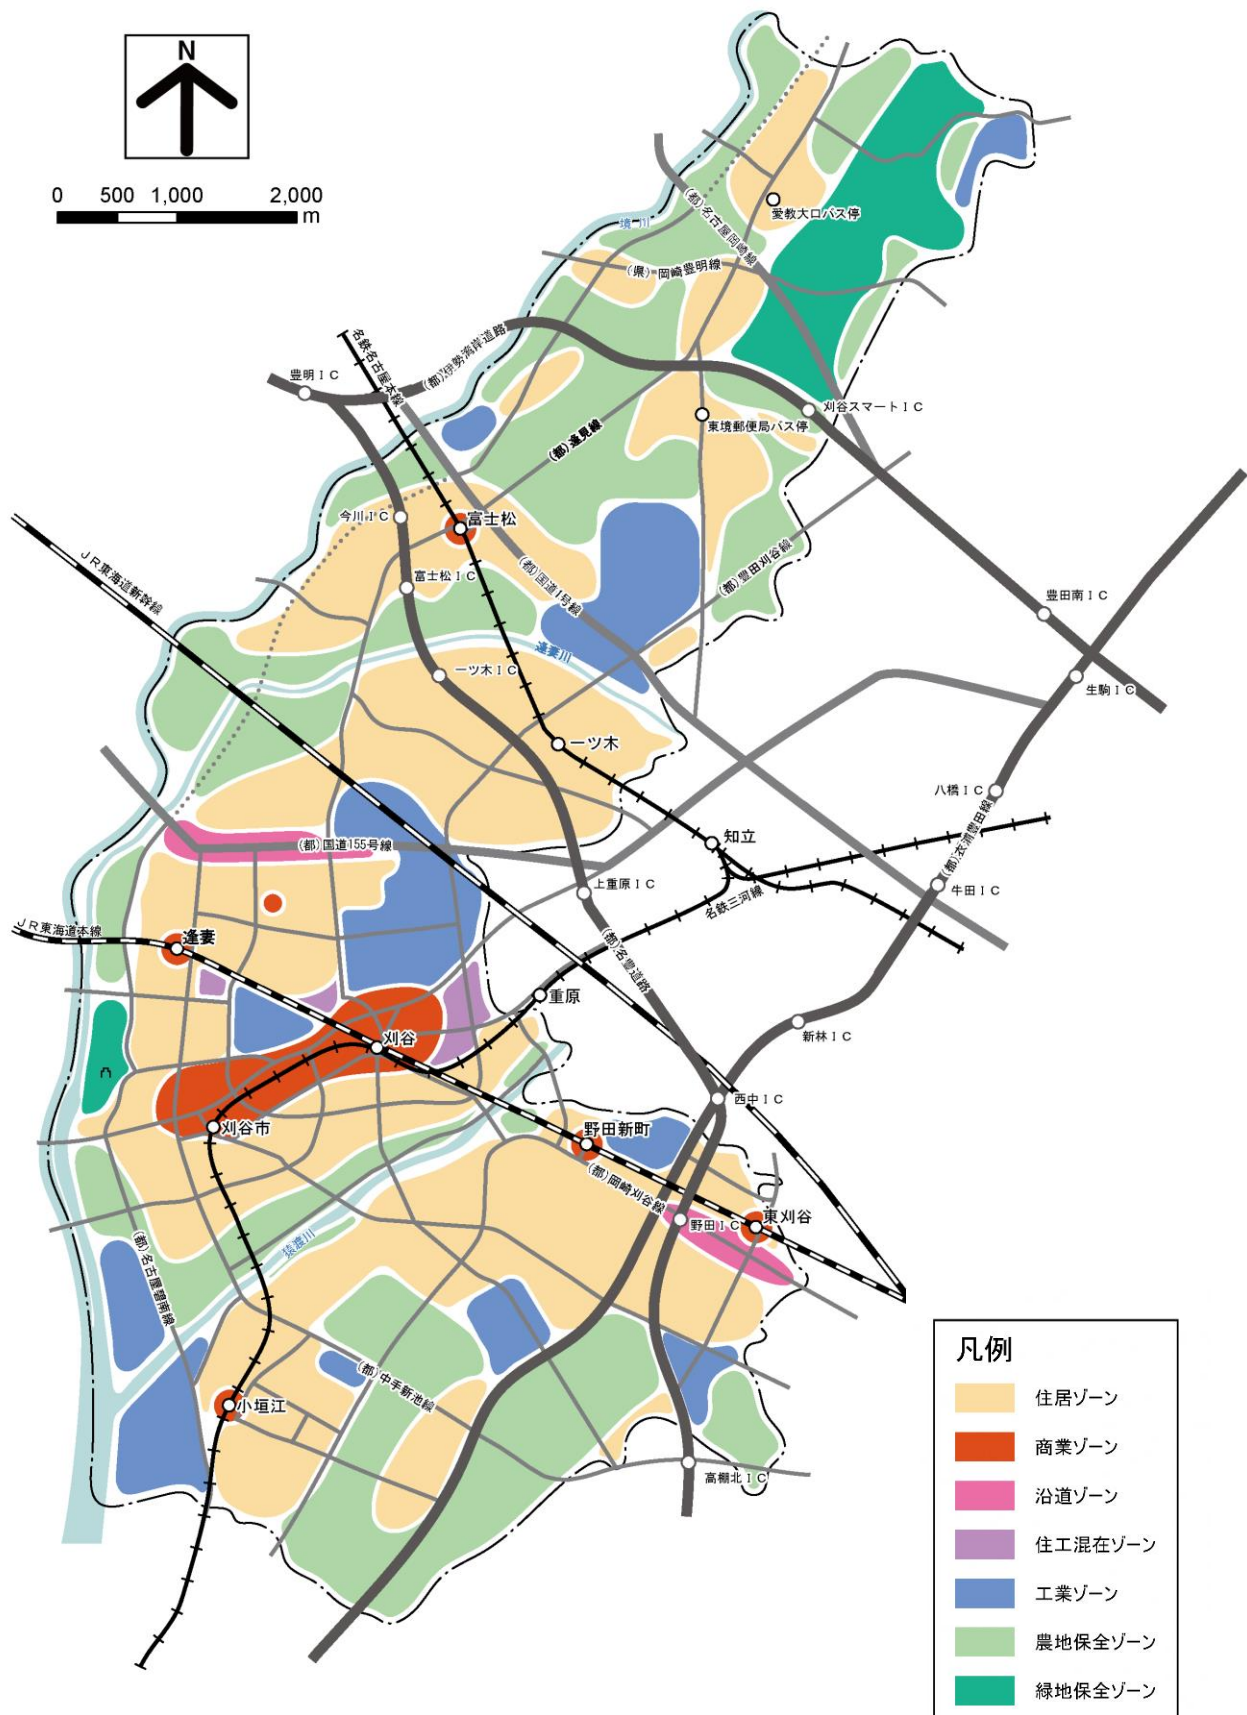 N
0 500 1,000 2,000
m
愛教大口バス停
(都)名古屋岡崎線
境川
(県)岡崎豊明線
名鉄名古屋本線
(都)伊勢湾岸道路
豊明IC
刈谷スマートIC
東境郵便局バス停
(都)逢見線
今川IC
富士松
JR東海道新幹線
富士松IC
(都)国道1号線
(都)豊田刈谷線
豊田南IC
逢妻川
一ツ木IC
生駒IC
一ツ木
八橋IC
(都)国道155号線
知立
(都)衣浦豊田線
上重原IC
牛田IC
名鉄三河線
JR東海道本線
逢妻
(都)名豊道路
重原
新林IC
刈谷
西中IC
刈谷市
野田新町
(都)岡崎刈谷線
野田IC
東刈谷
猿渡川
(都)名古屋碧南線
(都)中手新池線
小垣江
高棚北IC
凡例
住居ゾーン
商業ゾーン
沿道ゾーン
住工混在ゾーン
工業ゾーン
農地保全ゾーン
緑地保全ゾーン